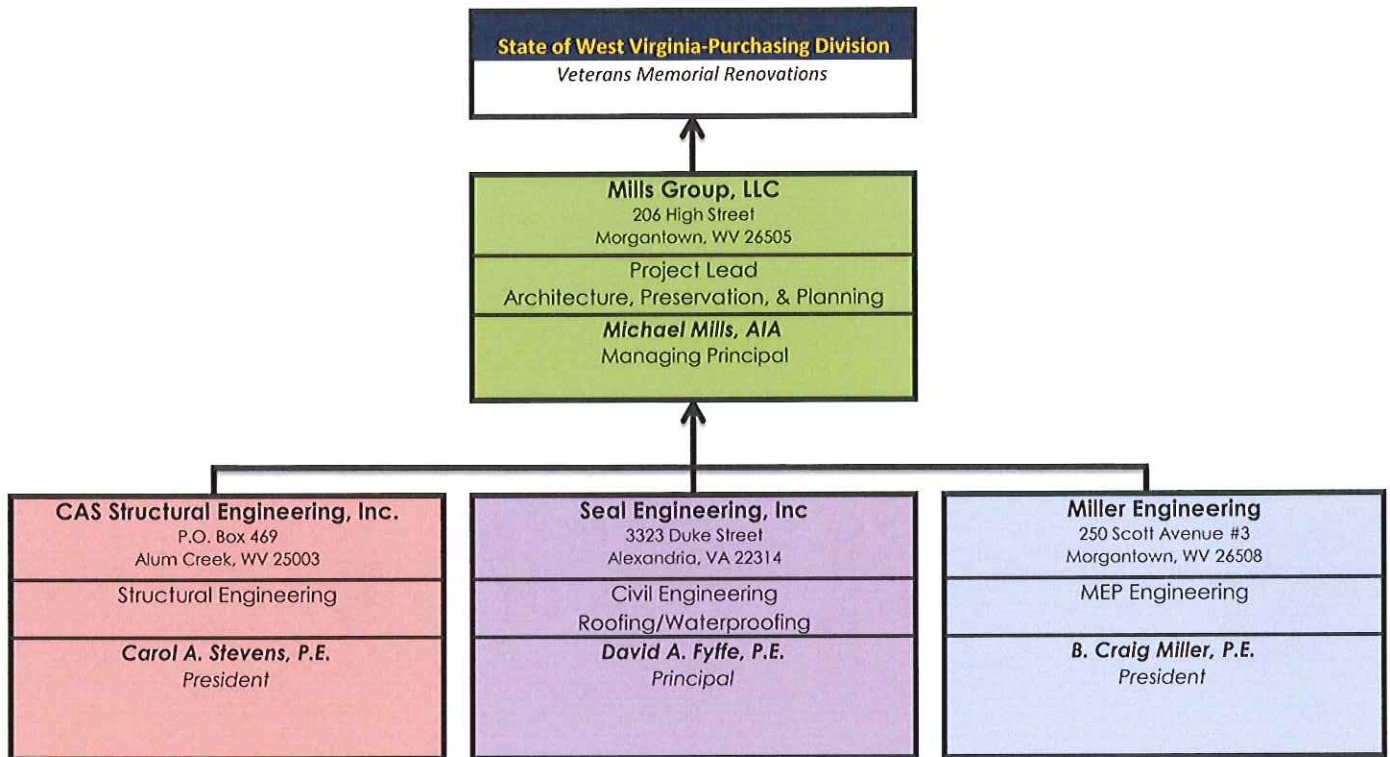 State of West Virginia-Purchasing Division
Veterans Memorial Renovations
Mills Group, LLC
206 High Street
Morgantown, WV 26505
Project Lead
Architecture, Preservation, & Planning
Michael Mills, AIA
Managing Principal
CAS Structural Engineering, Inc.
P.O. Box 469
Alum Creek, WV 25003
Structural Engineering
Carol A. Stevens, P.E.
President
Seal Engineering, Inc
3323 Duke Street
Alexandria, VA 22314
Civil Engineering
Roofing/Waterproofing
David A. Fyffe, P.E.
Principal
Miller Engineering
250 Scott Avenue #3
Morgantown, WV 26508
MEP Engineering
B. Craig Miller, P.E.
President